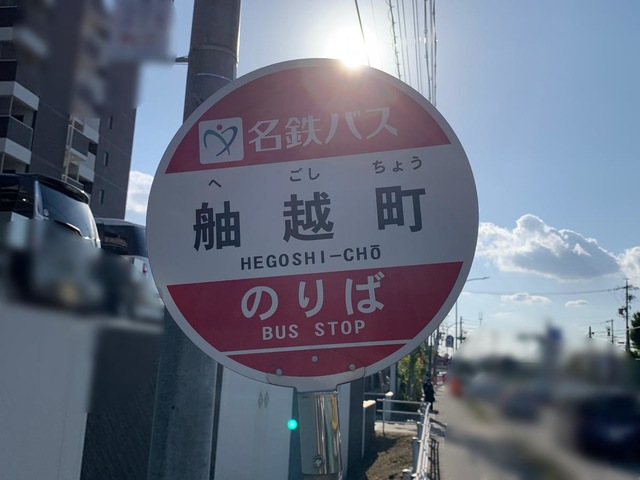 名鉄バス
へ ごし ちょう
舳越町
HEGOSHI-CHŌ
のりば
BUS STOP